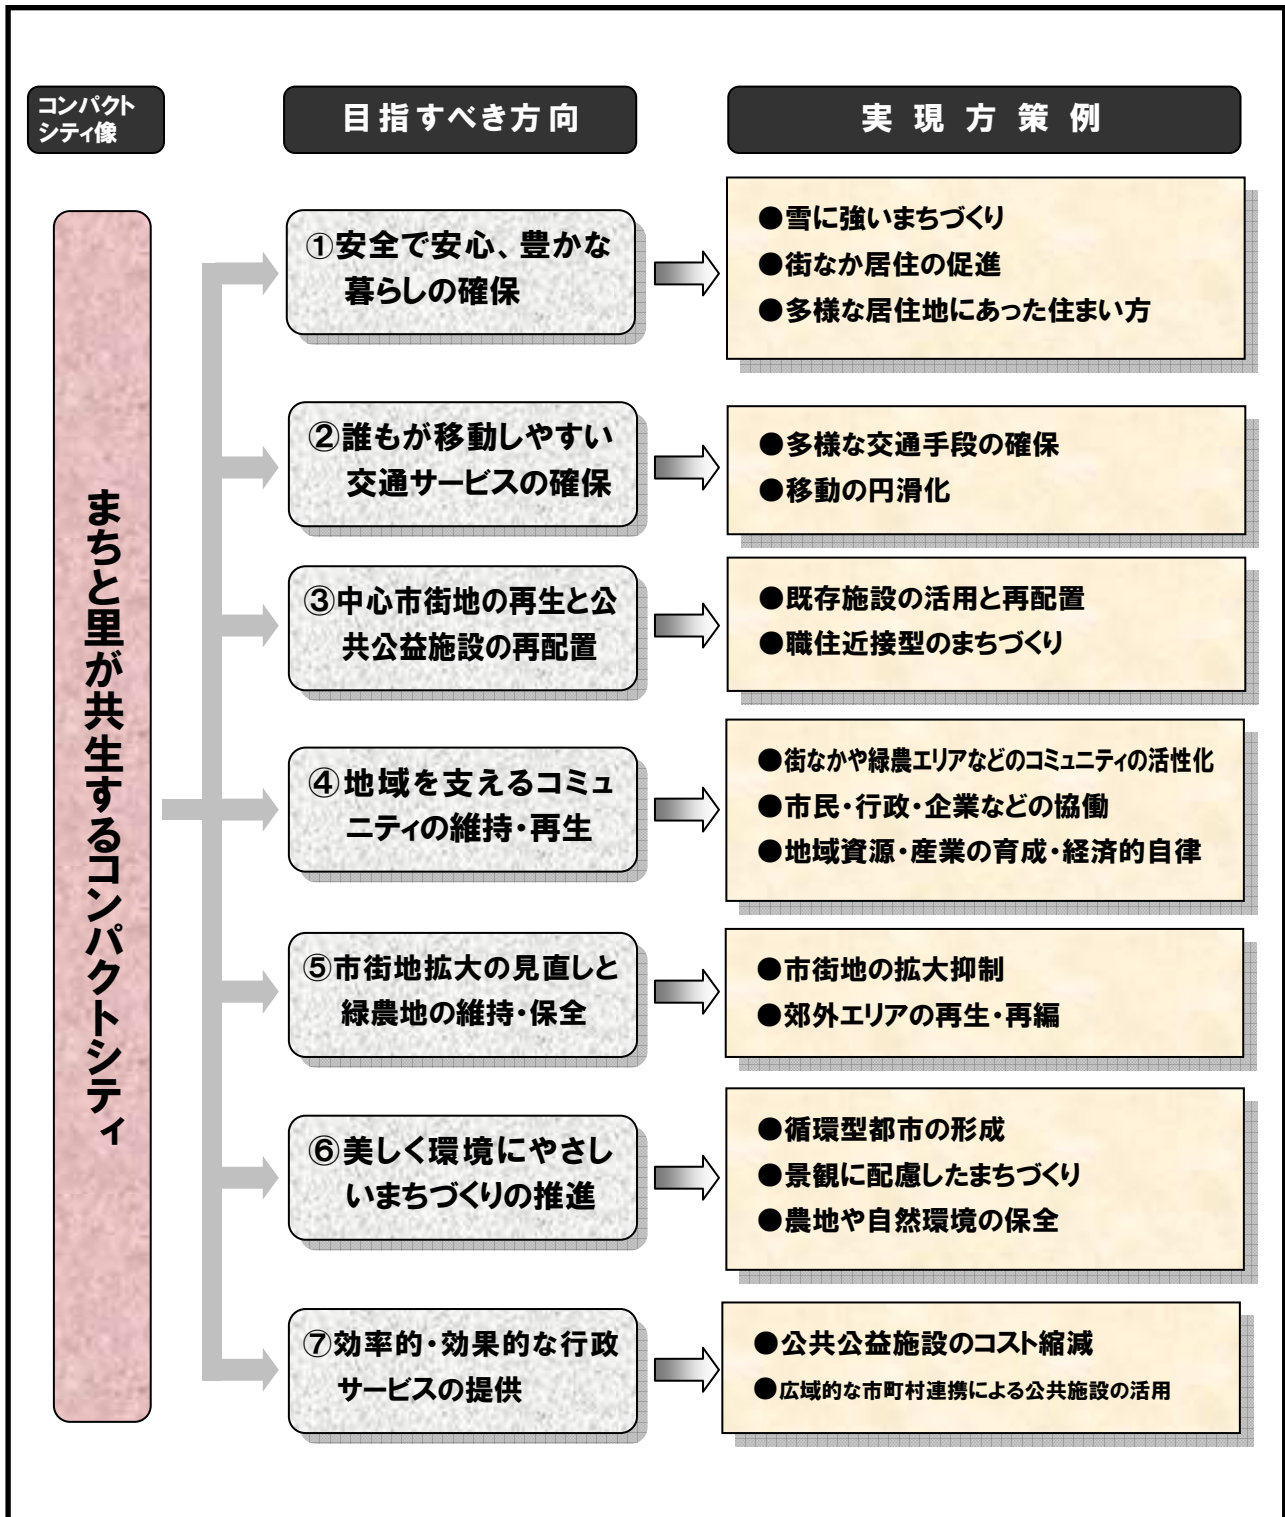 コンパクト
シティ像
目指すべき方向
実現方策例
まちと里が共生するコンパクトシティ
①安全で安心、豊かな
暮らしの確保
●雪に強いまちづくり
●街なか居住の促進
●多様な居住地にあった住まい方
②誰もが移動しやすい
交通サービスの確保
●多様な交通手段の確保
●移動の円滑化
③中心市街地の再生と公
共公益施設の再配置
●既存施設の活用と再配置
●職住近接型のまちづくり
④地域を支えるコミュ
ニティの維持・再生
●街なかや緑農エリアなどのコミュニティの活性化
●市民・行政・企業などの協働
●地域資源・産業の育成・経済的自律
⑤市街地拡大の見直しと
緑農地の維持・保全
●市街地の拡大抑制
●郊外エリアの再生・再編
⑥美しく環境にやさし
いまちづくりの推進
●循環型都市の形成
●景観に配慮したまちづくり
●農地や自然環境の保全
⑦効率的・効果的な行政
サービスの提供
●公共公益施設のコスト縮減
●広域的な市町村連携による公共施設の活用